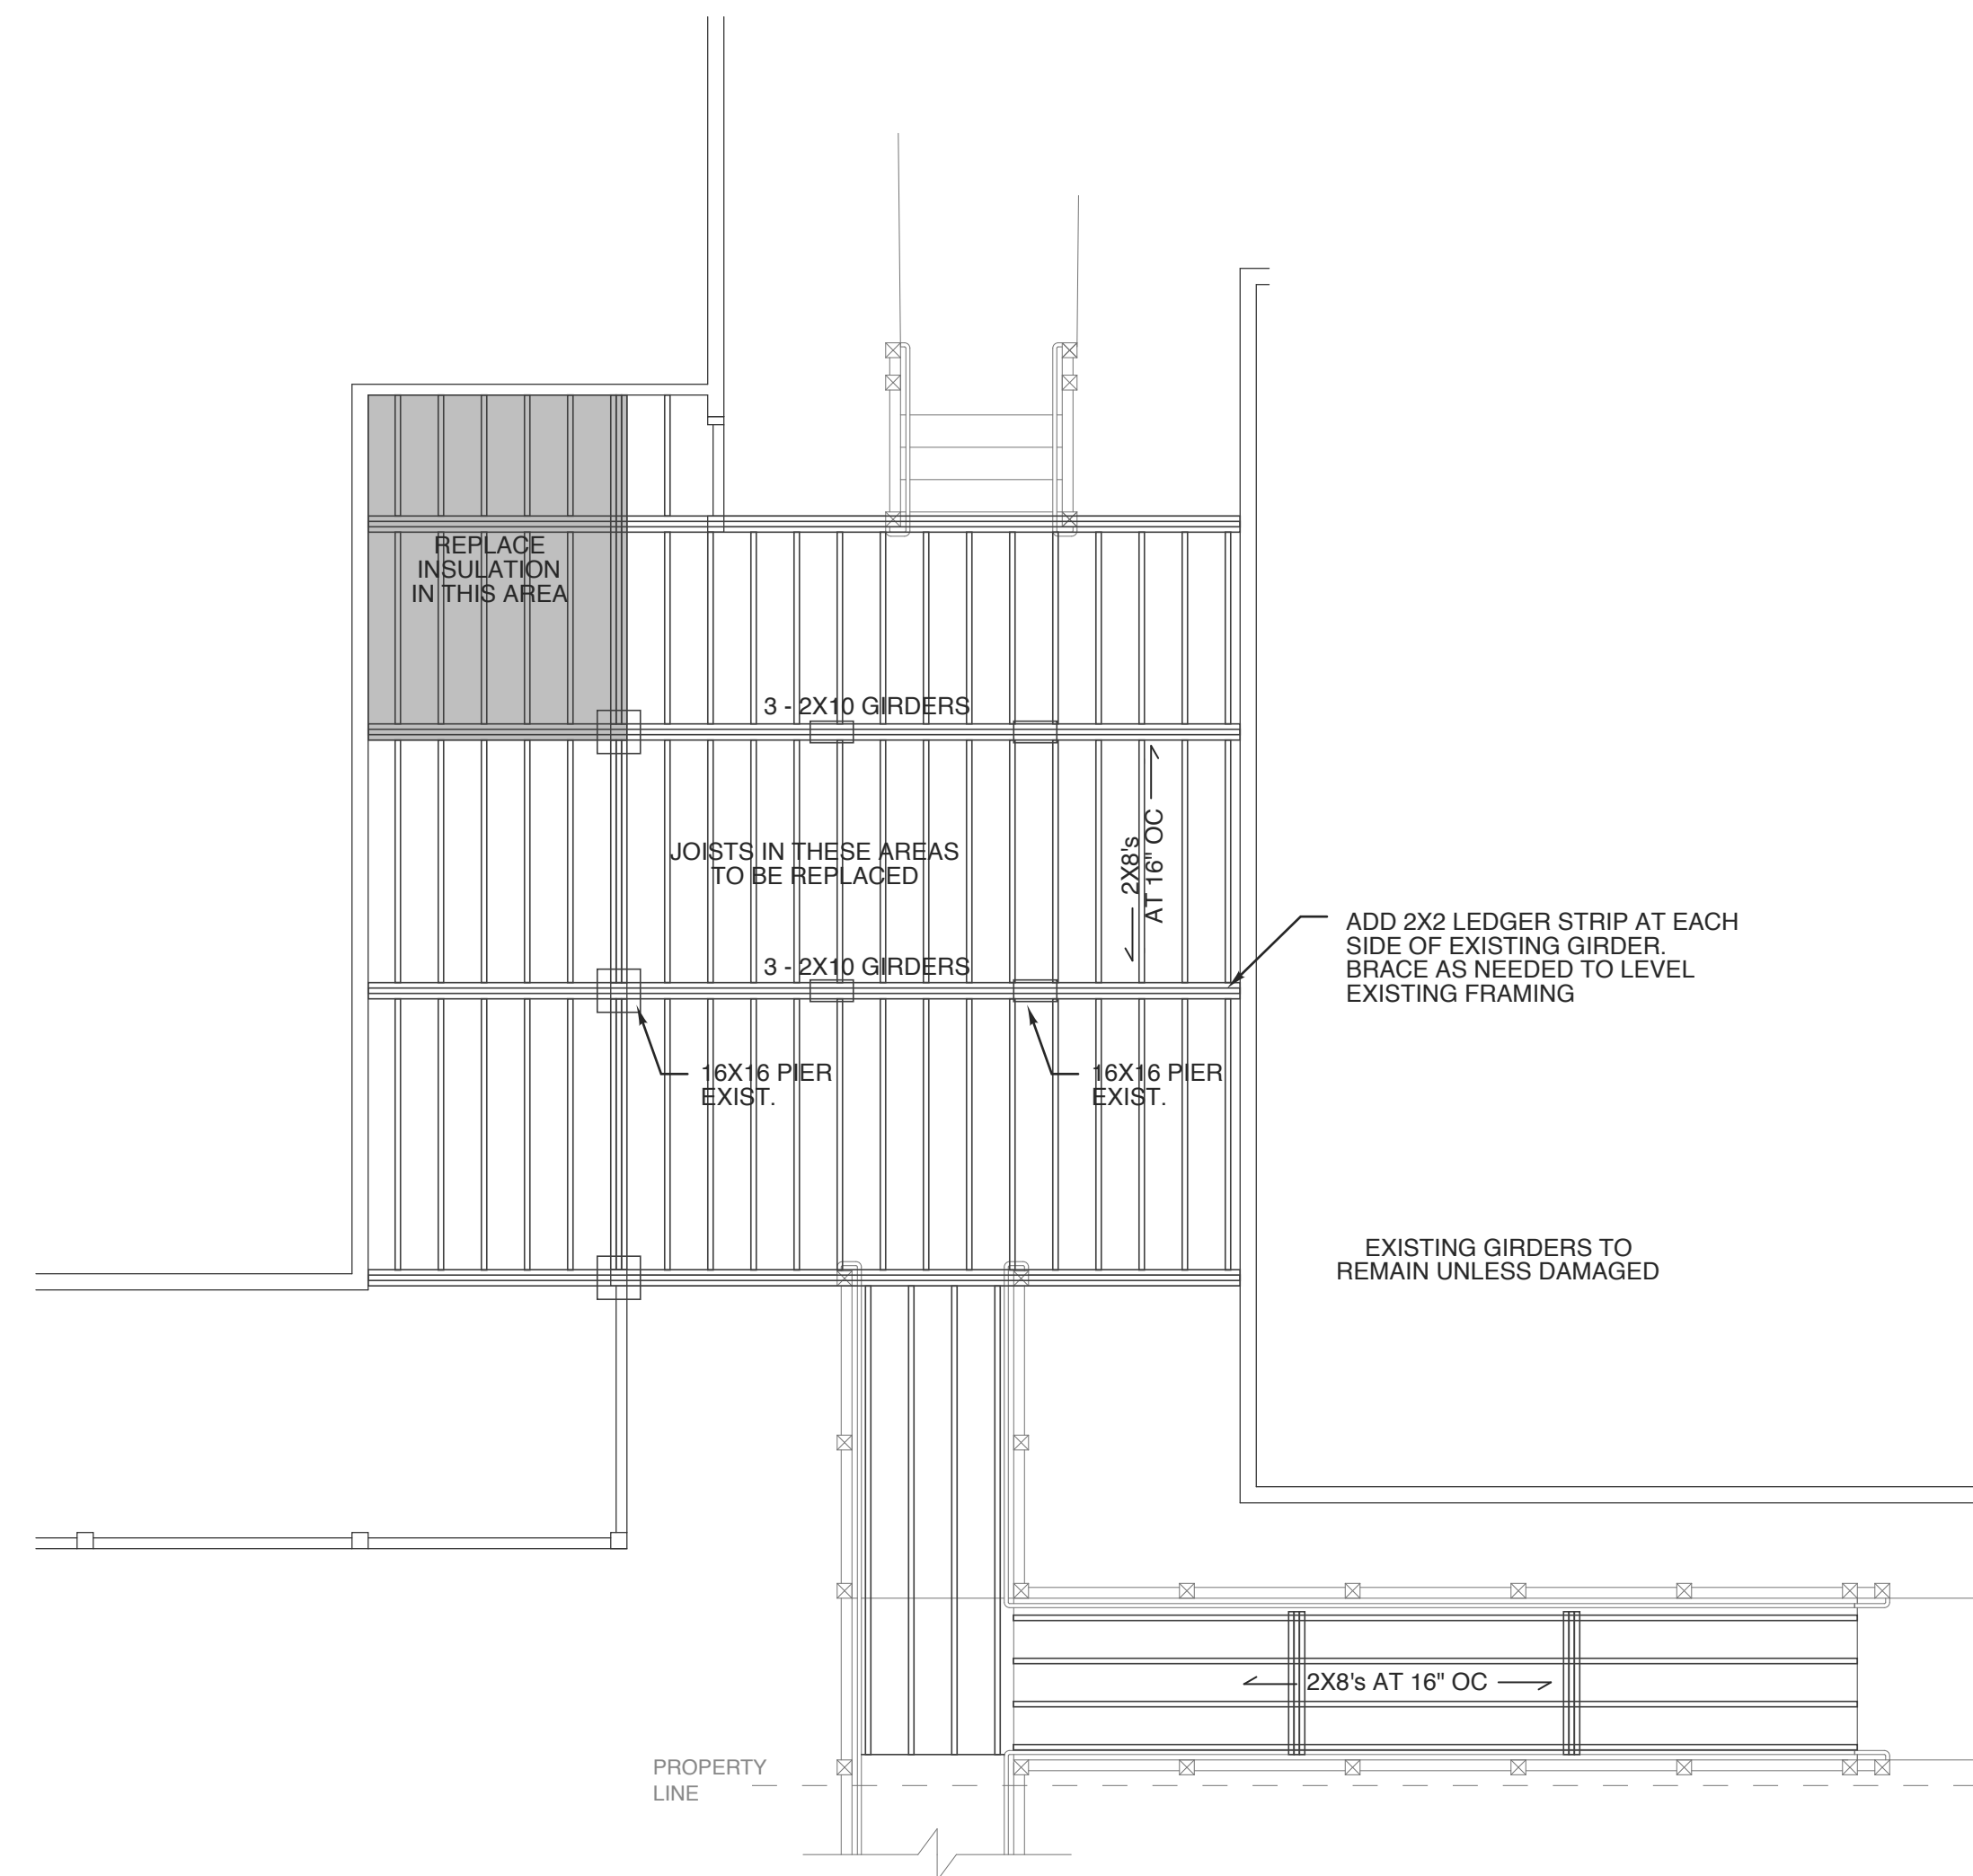 REPLACE
INSULATION
IN THIS AREA
3 - 2X10 GIRDERS
JOISTS IN THESE AREAS
TO BE REPLACED
2X8's
AT 16" OC
3 - 2X10 GIRDERS
ADD 2X2 LEDGER STRIP AT EACH
SIDE OF EXISTING GIRDER.
BRACE AS NEEDED TO LEVEL
EXISTING FRAMING
16X16 PIER
EXIST.
16X16 PIER
EXIST.
EXISTING GIRDERS TO
REMAIN UNLESS DAMAGED
2X8's AT 16" OC
PROPERTY
LINE